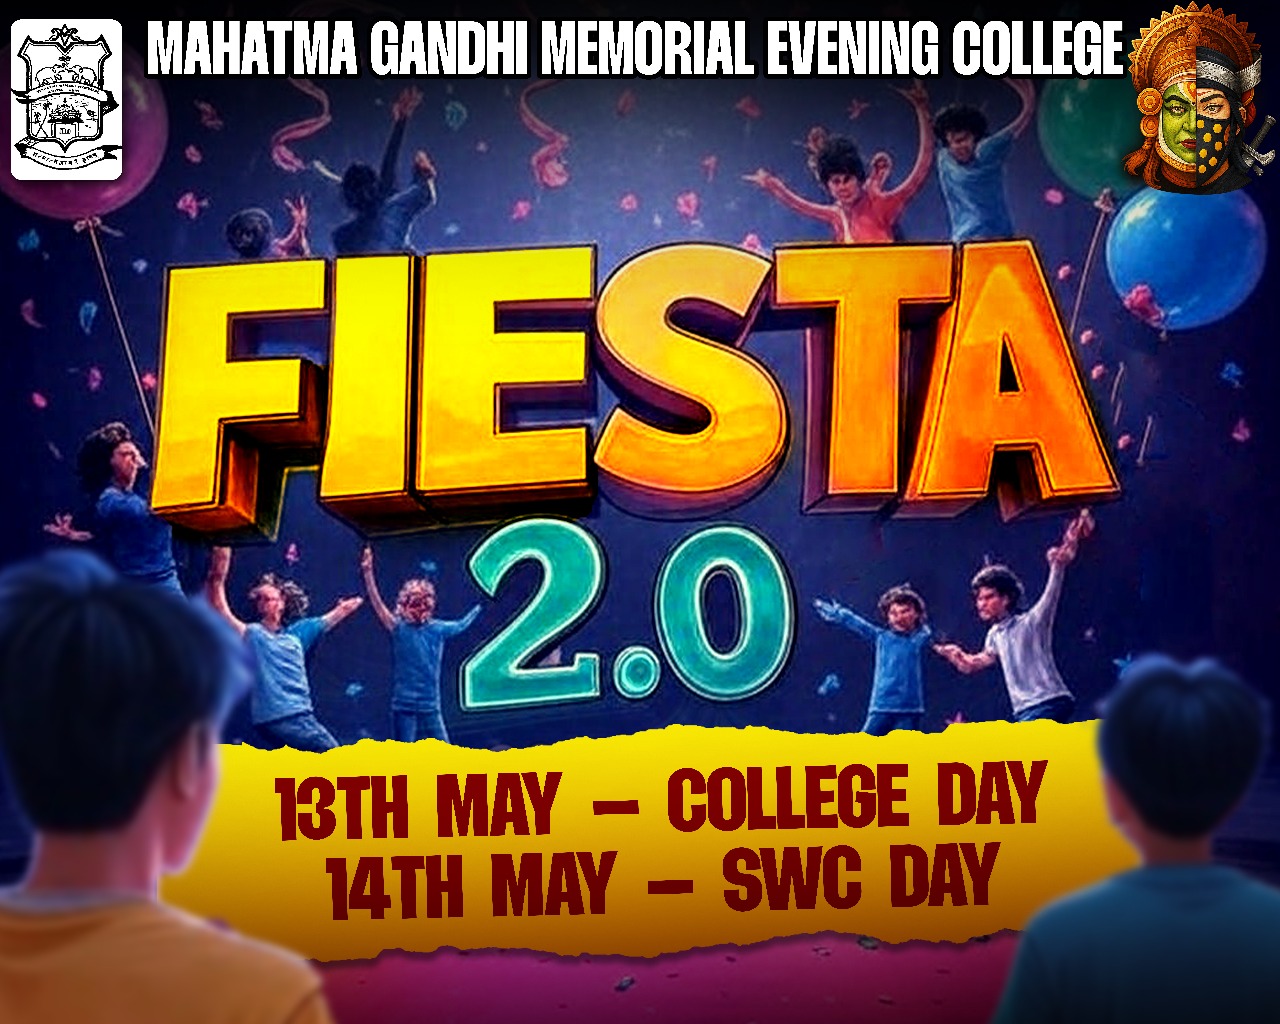 MAHATMA GANDHI MEMORIAL EVENING COLLEGE
FIESTA
2.0
13TH MAY – COLLEGE DAY
14TH MAY – SWC DAY